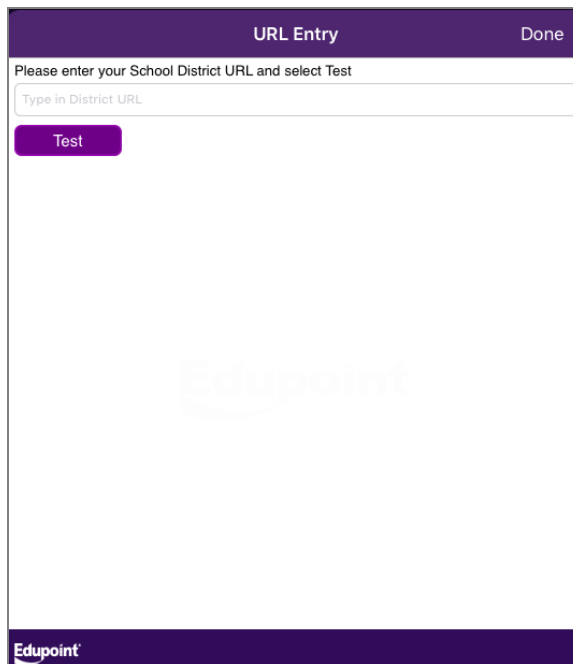 URL Entry
Done
Please enter your School District URL and select Test
Type in District URL
Test
Edupoint
Edupoint